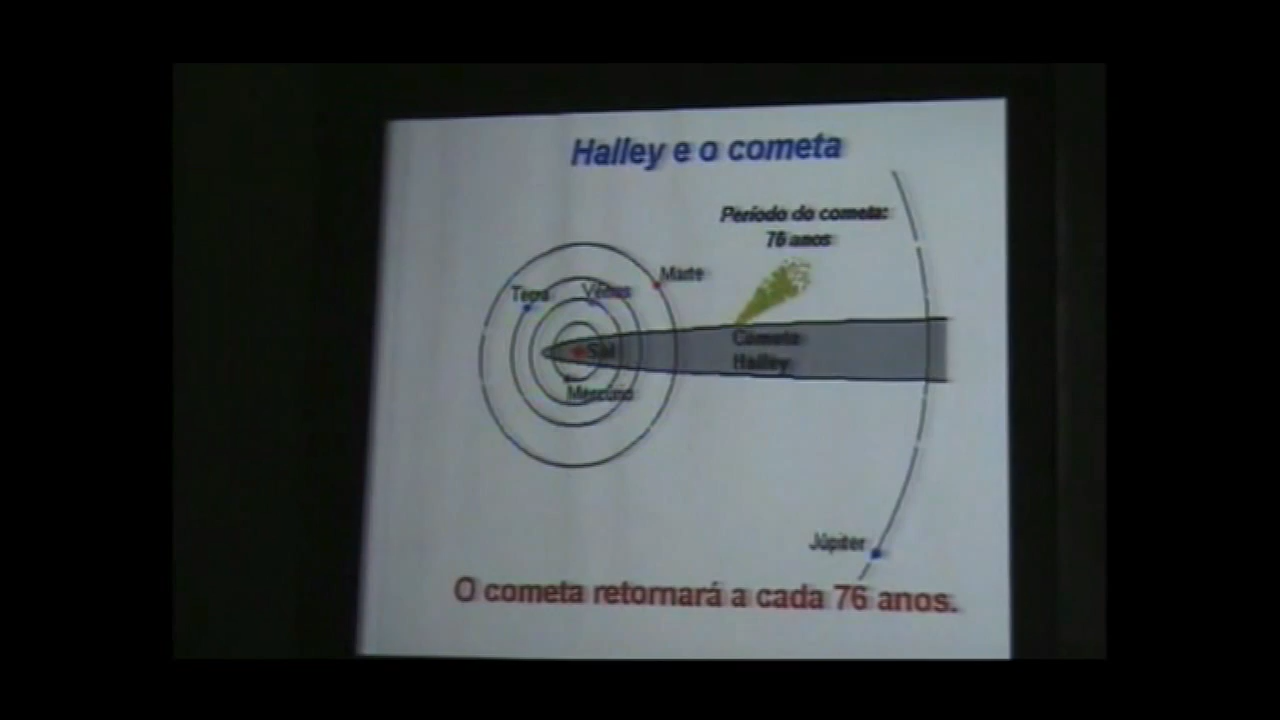 Halley e o cometa
Período do cometa:
76 anos
Marte
Terra
Vênus
Sol
Cometa
Halley
Mercúrio
Júpiter
O cometa retornará a cada 76 anos.